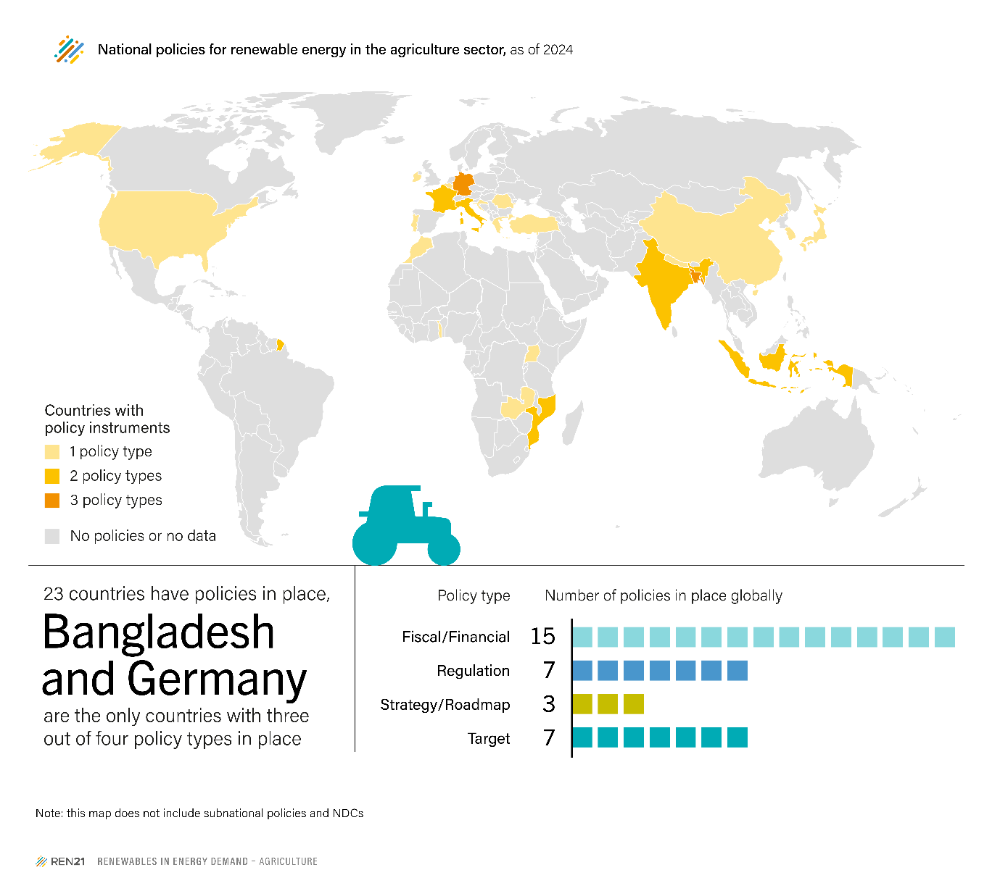 National policies for renewable energy in the agriculture sector, as of 2024
Countries with
policy instruments
1 policy type
2 policy types
3 policy types
No policies or no data
23 countries have policies in place,
Bangladesh
and Germany
are the only countries with three
out of four policy types in place
Policy type Number of policies in place globally
Fiscal/Financial 15
Regulation 7
Strategy/Roadmap 3
Target 7
Note: this map does not include subnational policies and NDCs
REN21 RENEWABLES IN ENERGY DEMAND – AGRICULTURE